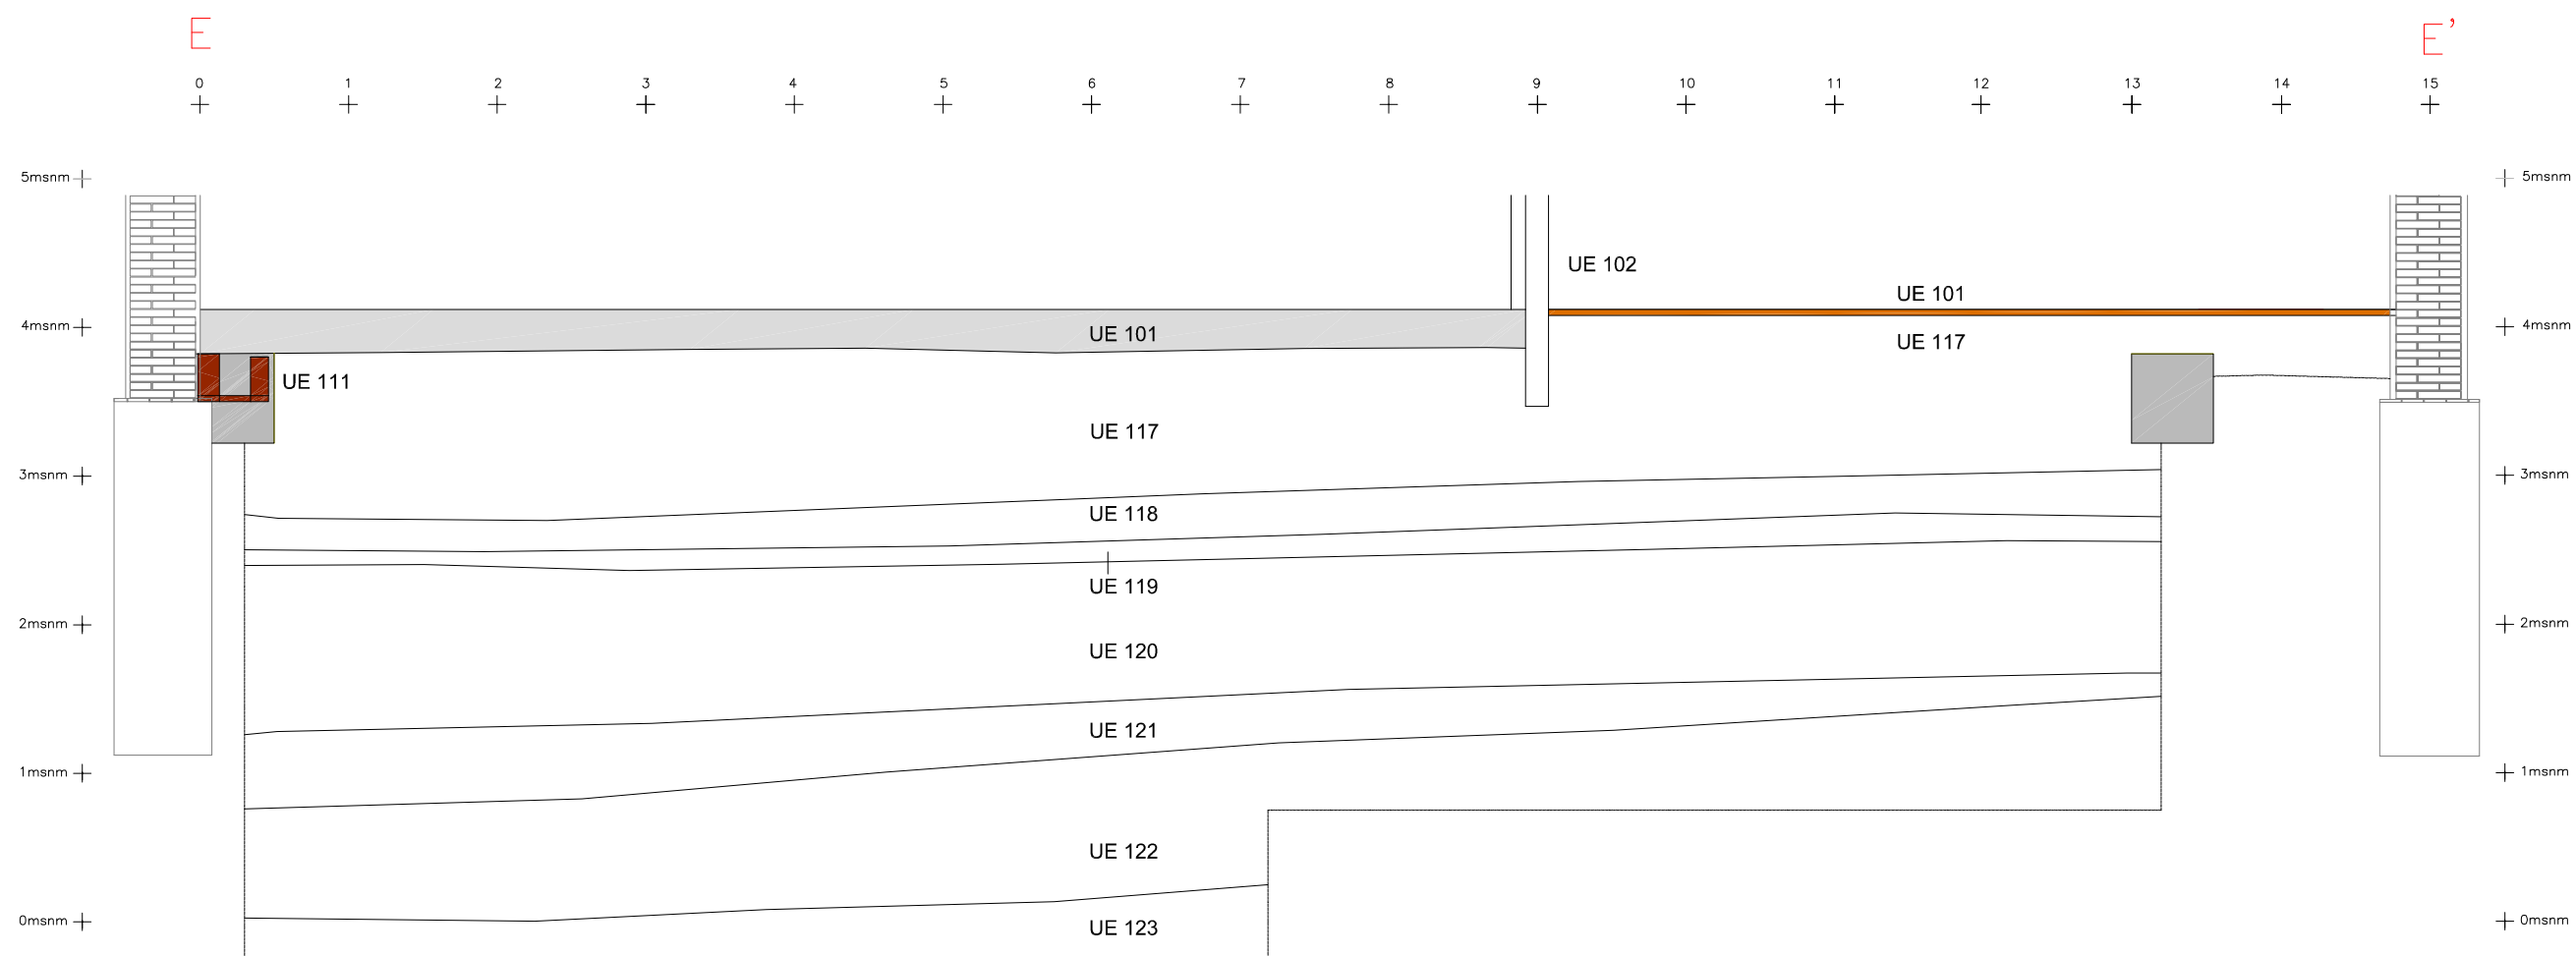 E E’
0 1 2 3 4 5 6 7 8 9 10 11 12 13 14 15
5msnm 5msnm
UE 102
UE 101
4msnm UE 101 4msnm
UE 117
UE 111
UE 117
3msnm 3msnm
UE 118
UE 119
2msnm 2msnm
UE 120
UE 121
1msnm 1msnm
UE 122
0msnm 0msnm
UE 123